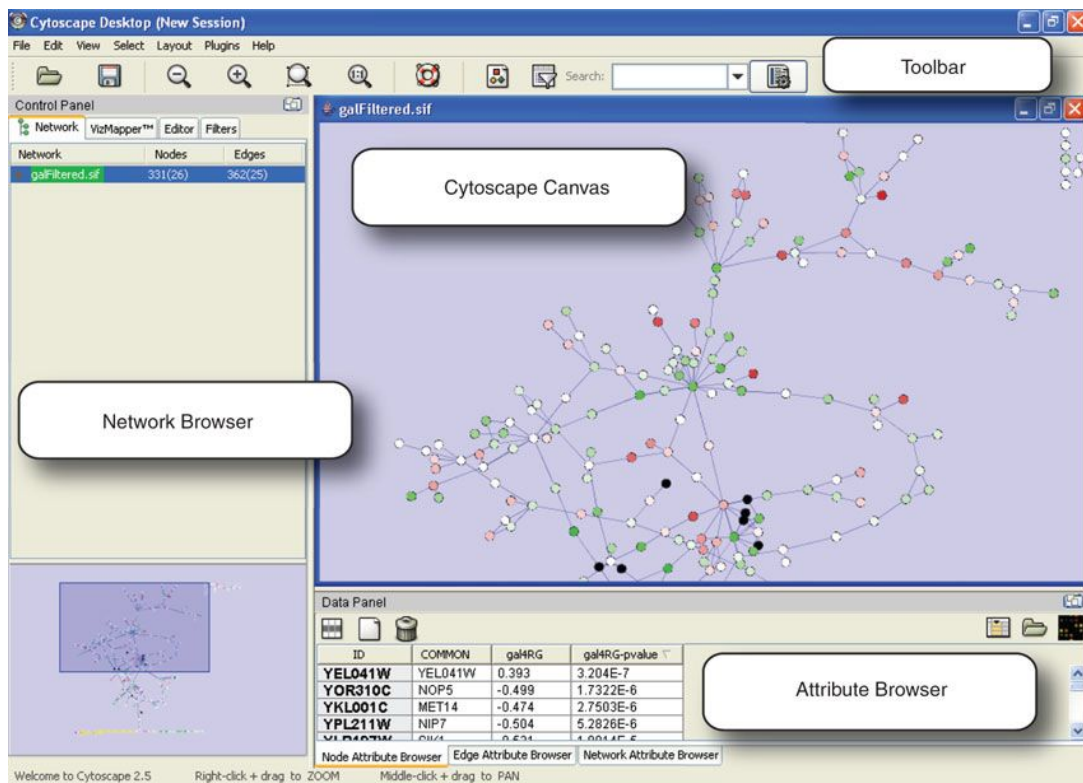 Cytoscape Desktop (New Session)
File Edit View Select Layout Plugins Help
Search:
Toolbar
Control Panel
Network VizMapper™ Editor Filters
Network Nodes Edges
galFiltered.sif 331(26) 362(25)
galFiltered.sif
Cytoscape Canvas
Network Browser
Data Panel
ID COMMON gal4RG gal4RG-pvalue
YEL041W YEL041W 0.393 3.204E-7
YOR310C NOP5 -0.499 1.7322E-6
YKL001C MET14 -0.474 2.7503E-6
YPL211W NIP7 -0.504 5.2826E-6
Attribute Browser
Node Attribute Browser Edge Attribute Browser Network Attribute Browser
Welcome to Cytoscape 2.5 Right-click + drag to ZOOM Middle-click + drag to PAN